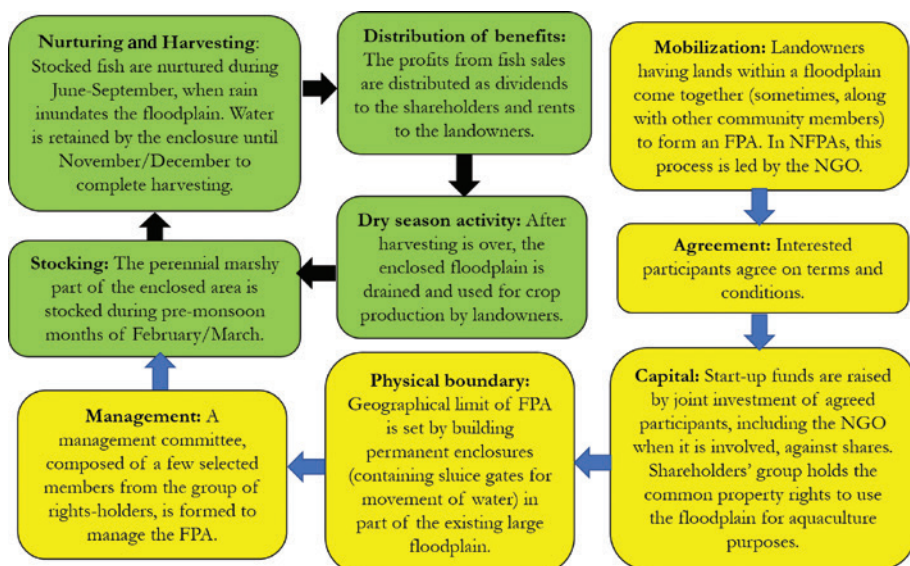 Nurturing and Harvesting:
Stocked fish are nurtured during
June-September, when rain
inundates the floodplain. Water
is retained by the enclosure until
November/December to
complete harvesting.
Distribution of benefits:
The profits from fish sales
are distributed as dividends
to the shareholders and rents
to the landowners.
Mobilization: Landowners
having lands within a floodplain
come together (sometimes, along
with other community members)
to form an FPA. In NFPAs, this
process is led by the NGO.
Stocking: The perennial marshy
part of the enclosed area is
stocked during pre-monsoon
months of February/March.
Dry season activity: After
harvesting is over, the
enclosed floodplain is
drained and used for crop
production by landowners.
Agreement: Interested
participants agree on terms and
conditions.
Management: A
management committee,
composed of a few selected
members from the group of
rights-holders, is formed to
manage the FPA.
Physical boundary:
Geographical limit of FPA
is set by building
permanent enclosures
(containing sluice gates for
movement of water) in
part of the existing large
floodplain.
Capital: Start-up funds are raised
by joint investment of agreed
participants, including the NGO
when it is involved, against shares.
Shareholders’ group holds the
common property rights to use
the floodplain for aquaculture
purposes.